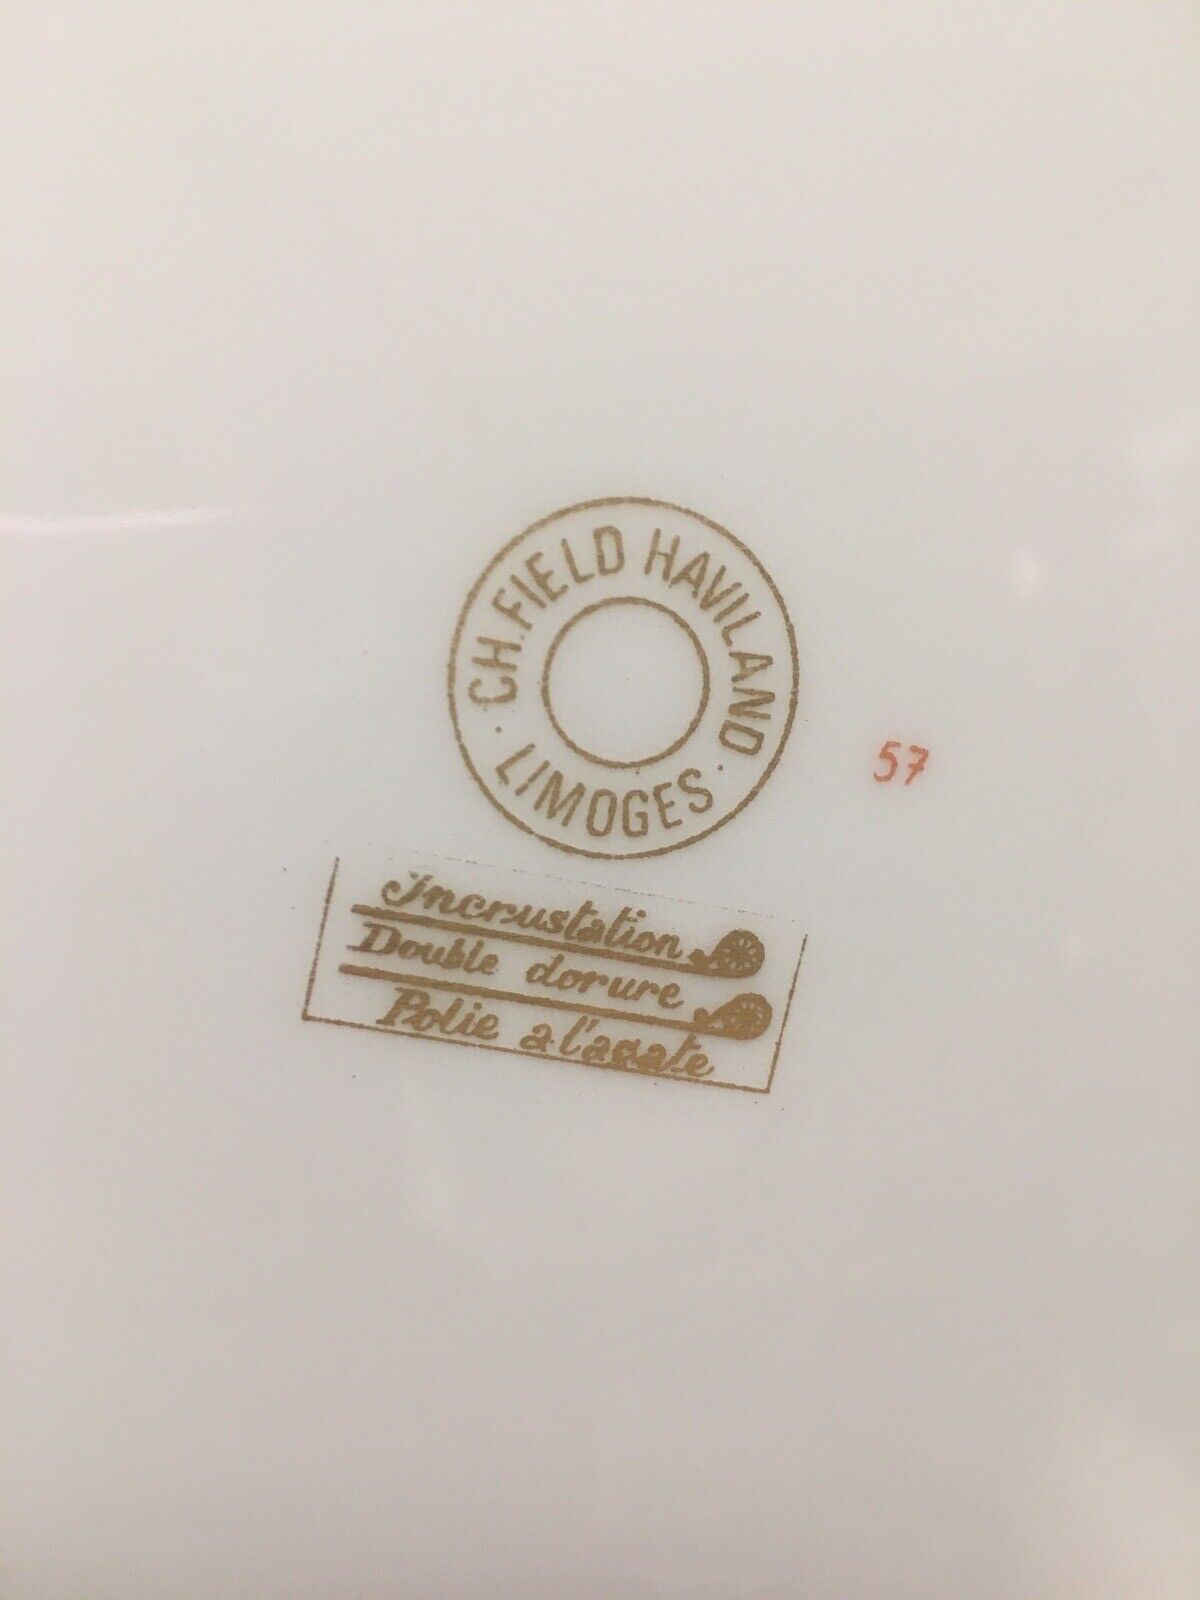 CH. FIELD HAVILAND
· LIMOGES ·
57
Incrustation
Double dorure
Polie a l'agate